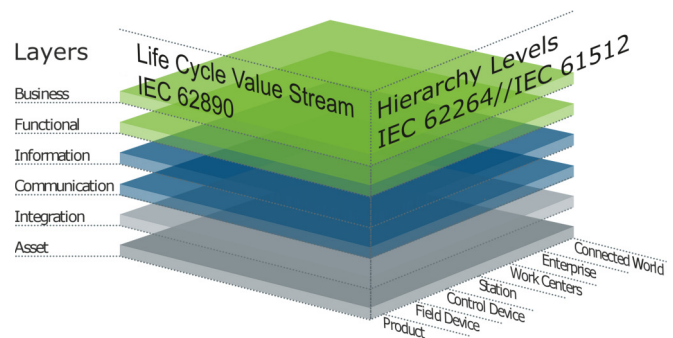 Layers
Life Cycle Value Stream
IEC 62890
Hierarchy Levels
IEC 62264//IEC 61512
Business
Functional
Information
Communication
Integration
Asset
Connected World
Enterprise
Work Centers
Station
Control Device
Field Device
Product